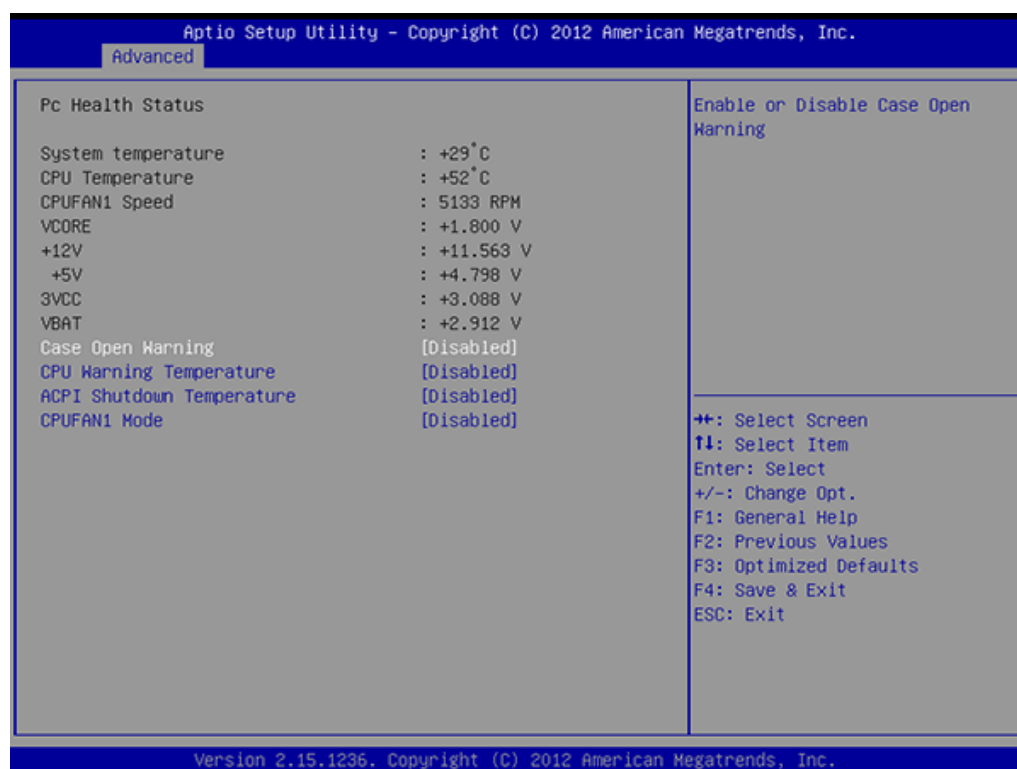 Aptio Setup Utility – Copyright (C) 2012 American Megatrends, Inc.
Advanced
Pc Health Status
System temperature : +29°C
CPU Temperature : +52°C
CPUFAN1 Speed : 5133 RPM
VCORE : +1.800 V
+12V : +11.563 V
+5V : +4.798 V
3VCC : +3.088 V
VBAT : +2.912 V
Case Open Warning [Disabled]
CPU Warning Temperature [Disabled]
ACPI Shutdown Temperature [Disabled]
CPUFAN1 Mode [Disabled]
Enable or Disable Case Open
Warning
→←: Select Screen
↑↓: Select Item
Enter: Select
+/-: Change Opt.
F1: General Help
F2: Previous Values
F3: Optimized Defaults
F4: Save & Exit
ESC: Exit
Version 2.15.1236. Copyright (C) 2012 American Megatrends, Inc.